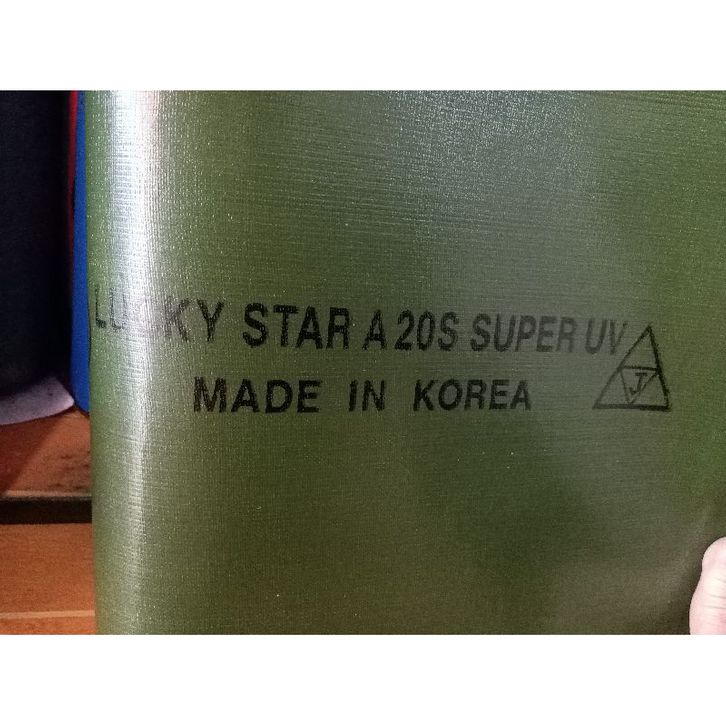 LUCKY STAR A 20S SUPER UV
MADE IN KOREA
J